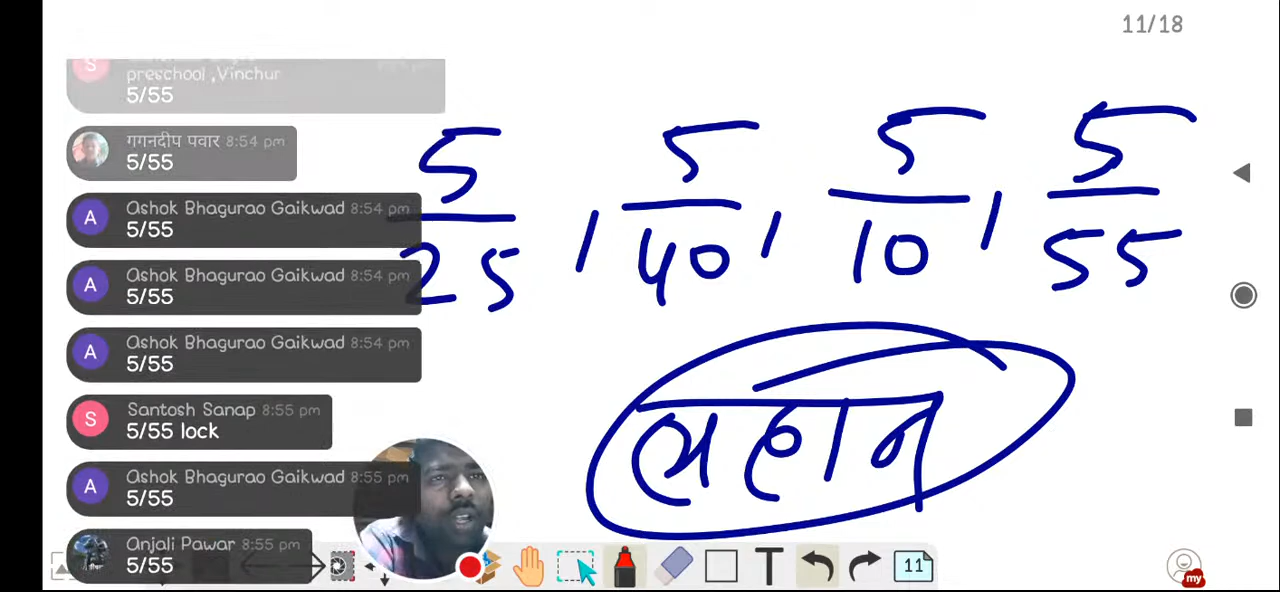 11/18
preschool ,Vinchur
5/55
गगनदीप पवार 8:54 pm
5/55
A Ashok Bhagurao Gaikwad 8:54 pm
5/55
A Ashok Bhagurao Gaikwad 8:54 pm
5/55
A Ashok Bhagurao Gaikwad 8:54 pm
5/55
S Santosh Sanap 8:55 pm
5/55 lock
A Ashok Bhagurao Gaikwad 8:55 pm
5/55
Anjali Pawar 8:55 pm
5/55
5/25, 5/40, 5/10, 5/55
लहान
T 11 my